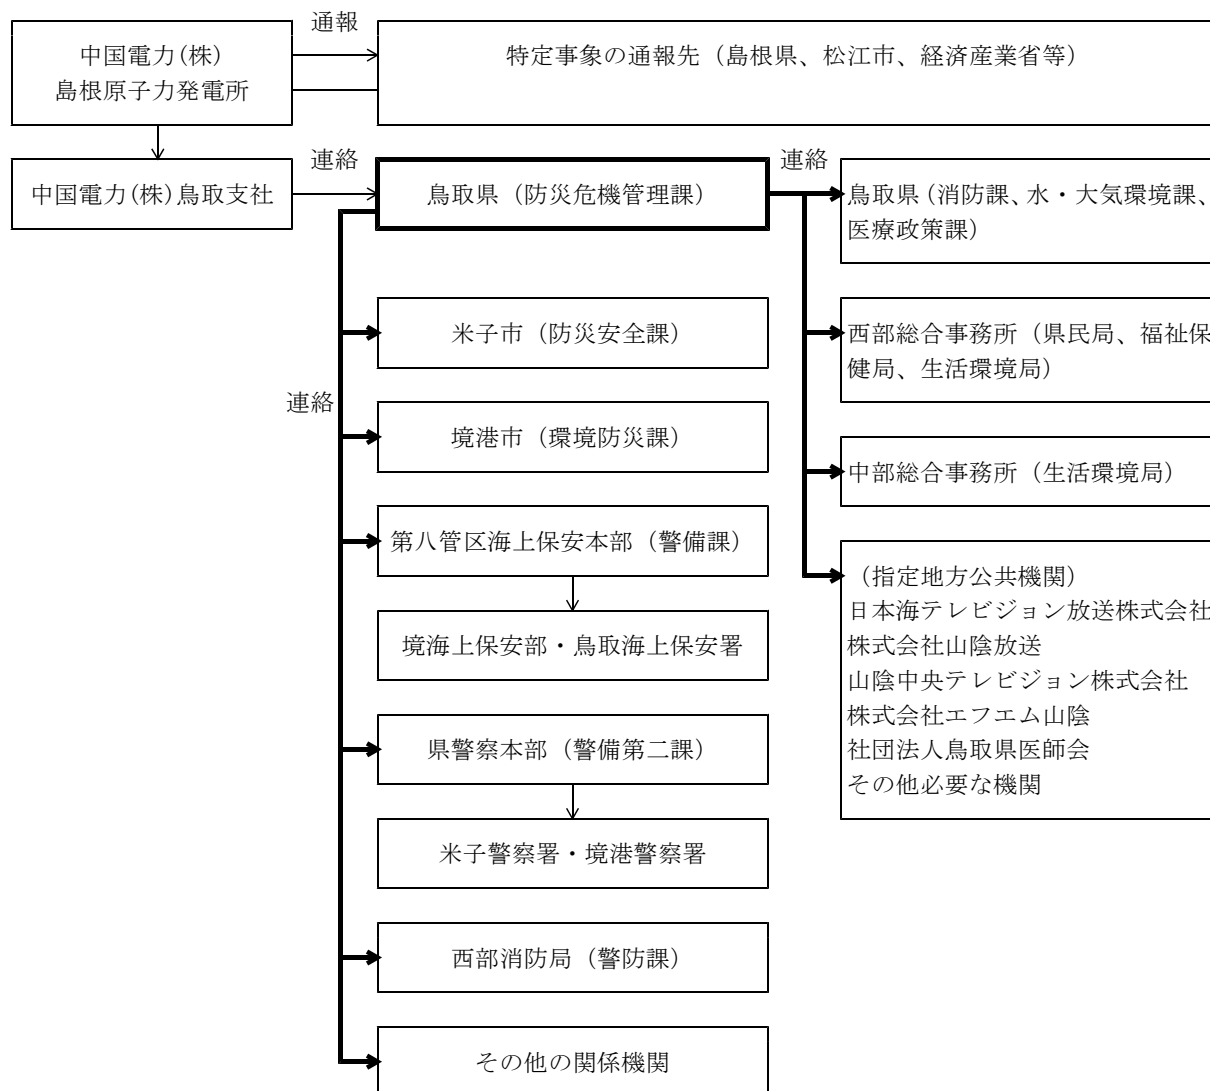 通報
中国電力(株)
島根原子力発電所
特定事象の通報先（島根県、松江市、経済産業省等）
連絡
連絡
中国電力(株)鳥取支社
鳥取県（防災危機管理課）
鳥取県（消防課、水・大気環境課、
医療政策課）
米子市（防災安全課）
西部総合事務所（県民局、福祉保
健局、生活環境局）
連絡
境港市（環境防災課）
中部総合事務所（生活環境局）
第八管区海上保安本部（警備課）
境海上保安部・鳥取海上保安署
（指定地方公共機関）
日本海テレビジョン放送株式会社
株式会社山陰放送
山陰中央テレビジョン株式会社
株式会社エフエム山陰
社団法人鳥取県医師会
その他必要な機関
県警察本部（警備第二課）
米子警察署・境港警察署
西部消防局（警防課）
その他の関係機関